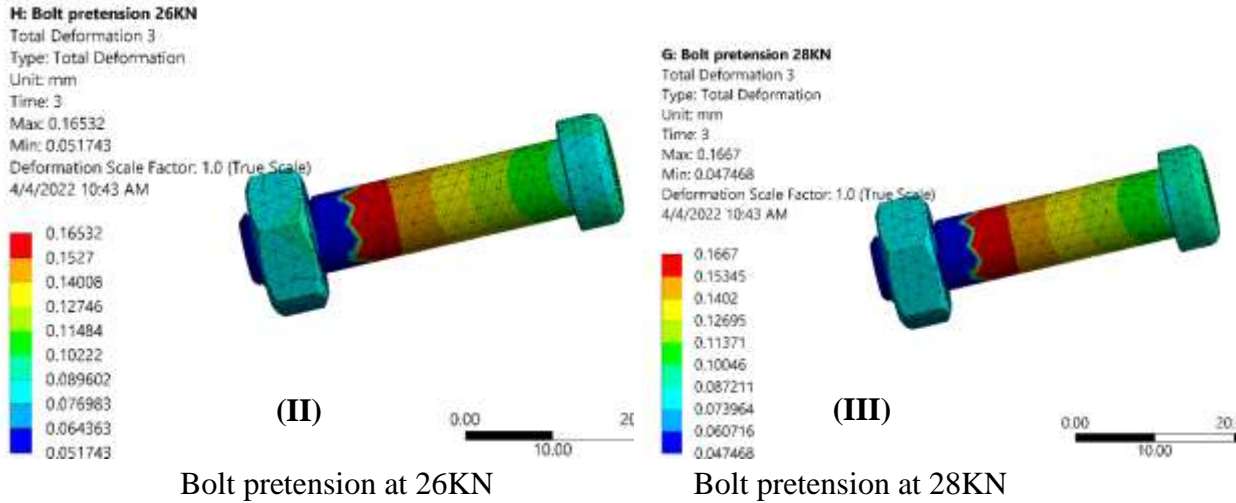 H: Bolt pretension 26KN
Total Deformation 3
Type: Total Deformation
Unit: mm
Time: 3
Max: 0.16532
Min: 0.051743
Deformation Scale Factor: 1.0 (True Scale)
4/4/2022 10:43 AM
0.16532
0.1527
0.14008
0.12746
0.11484
0.10222
0.089602
0.076983
0.064363
0.051743
(II)
0.00
20
10.00
Bolt pretension at 26KN
G: Bolt pretension 28KN
Total Deformation 3
Type: Total Deformation
Unit: mm
Time: 3
Max: 0.1667
Min: 0.047468
Deformation Scale Factor: 1.0 (True Scale)
4/4/2022 10:43 AM
0.1667
0.15345
0.1402
0.12695
0.11371
0.10046
0.087211
0.073964
0.060716
0.047468
(III)
0.00
20.
10.00
Bolt pretension at 28KN